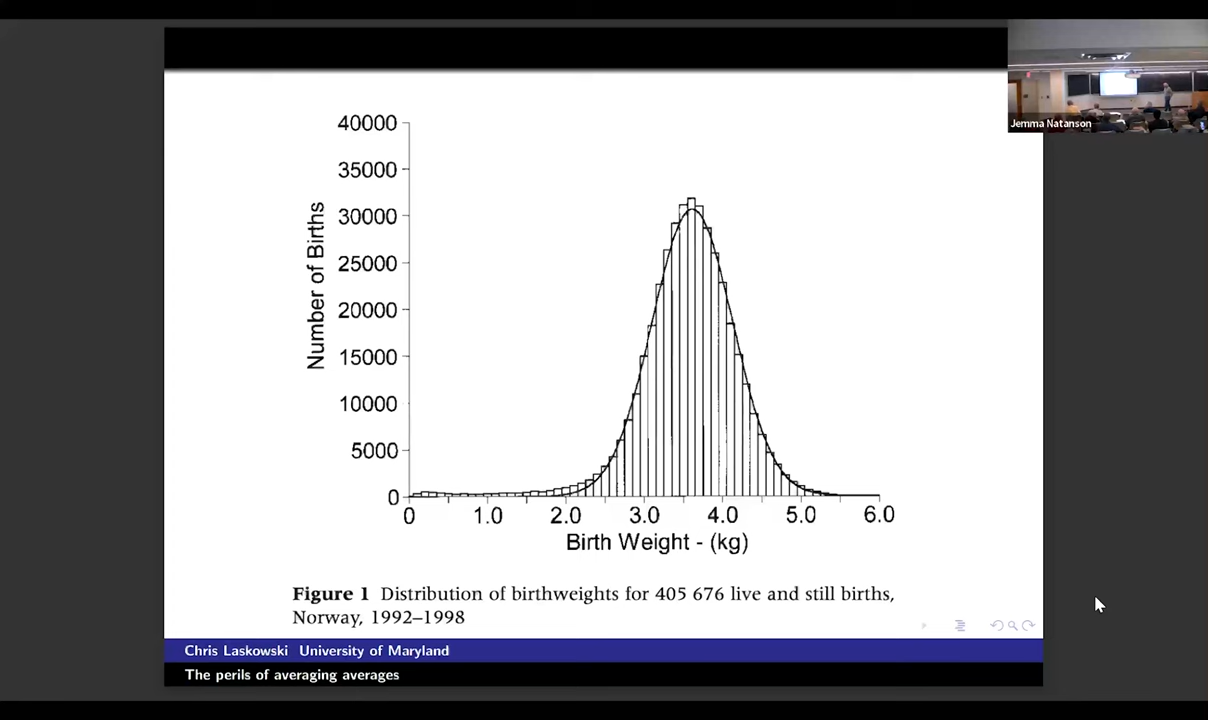 Jemma Natanson
40000
35000
30000
25000
20000
15000
10000
5000
0
Number of Births
0 1.0 2.0 3.0 4.0 5.0 6.0
Birth Weight - (kg)
Figure 1 Distribution of birthweights for 405 676 live and still births,
Norway, 1992–1998
Chris Laskowski University of Maryland
The perils of averaging averages